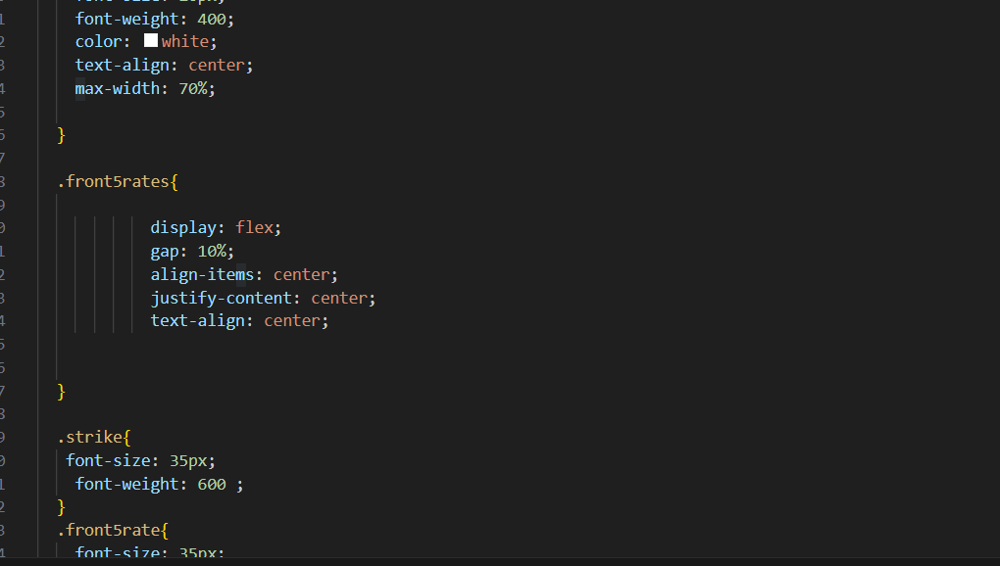 font-weight: 400;
color: white;
text-align: center;
max-width: 70%;
}
.front5rates{
display: flex;
gap: 10%;
align-items: center;
justify-content: center;
text-align: center;
}
.strike{
font-size: 35px;
font-weight: 600 ;
}
.front5rate{
font-size: 35px;